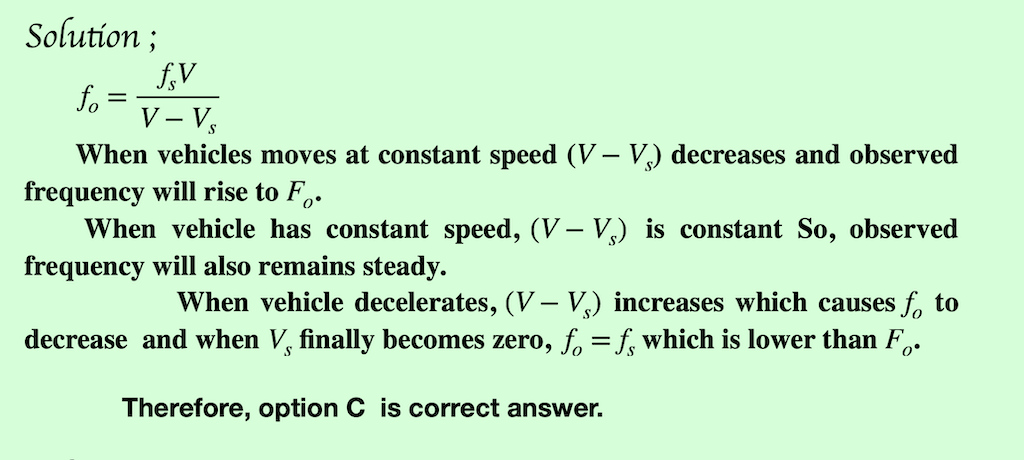 Solution ;
f_o = \frac{f_s V}{V - V_s}
When vehicles moves at constant speed (V – V_s) decreases and observed
frequency will rise to F_o.
When vehicle has constant speed, (V – V_s) is constant So, observed
frequency will also remains steady.
When vehicle decelerates, (V – V_s) increases which causes f_o to
decrease and when V_s finally becomes zero, f_o = f_s which is lower than F_o.
Therefore, option C is correct answer.